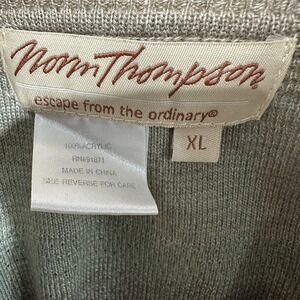 Norm Thompson
escape from the ordinary®
XL
100% ACRYLIC
RN#91871
MADE IN CHINA
SEE REVERSE FOR CARE